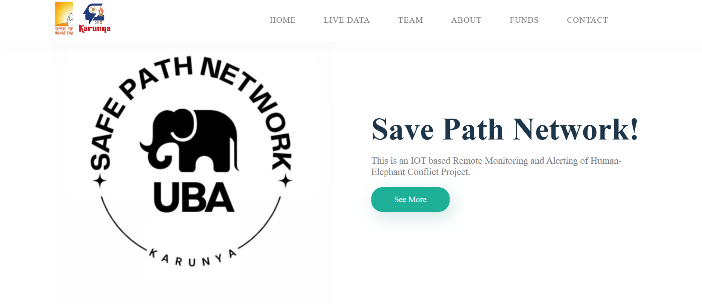 Karunya
HOME LIVE DATA TEAM ABOUT FUNDS CONTACT
SAFE PATH NETWORK
UBA
KARUNYA
Save Path Network!
This is an IOT based Remote Monitoring and Alerting of Human-
Elephant Conflict Project.
See More